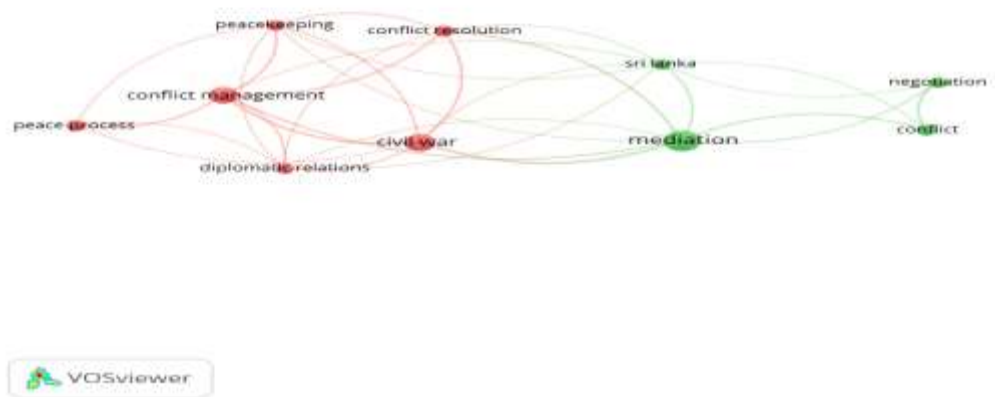 peacekeeping
conflict resolution
sri lanka
negotiation
conflict management
peace process
conflict
civil war
mediation
diplomatic relations
VOSviewer